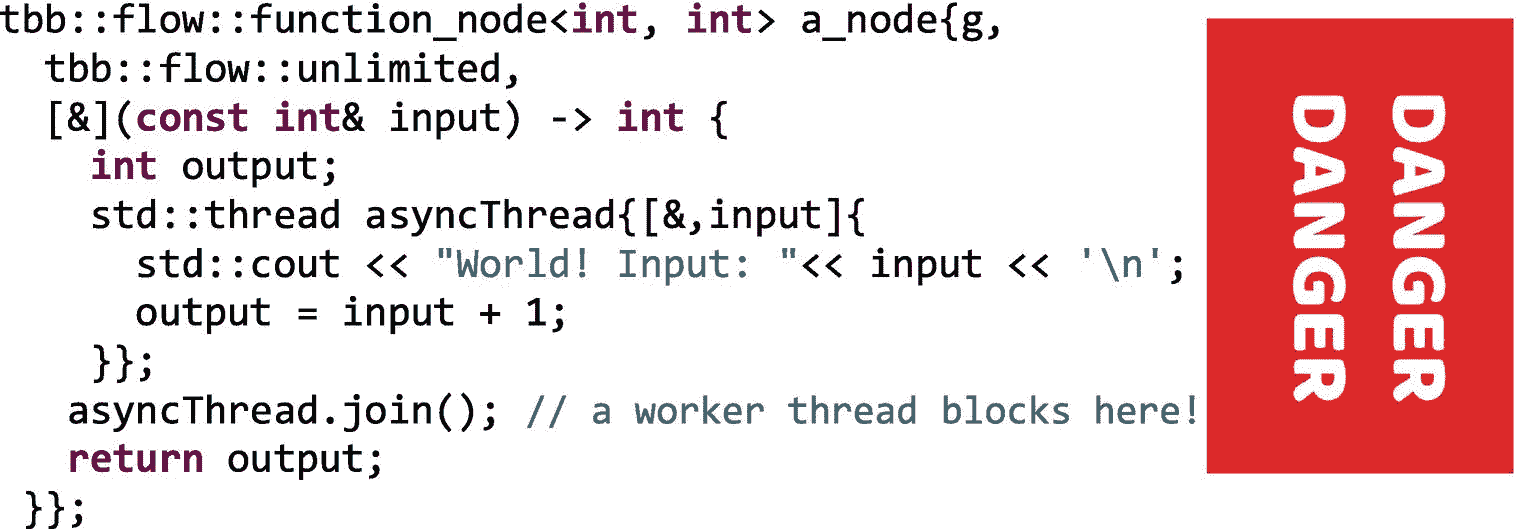 tbb::flow::function_node<int, int> a_node{g,
tbb::flow::unlimited,
[&](const int& input) -> int {
int output;
std::thread asyncThread{[&,input]{
std::cout << "World! Input: "<< input << '\n';
output = input + 1;
}};
asyncThread.join(); // a worker thread blocks here!
return output;
}};
DANGER
DANGER